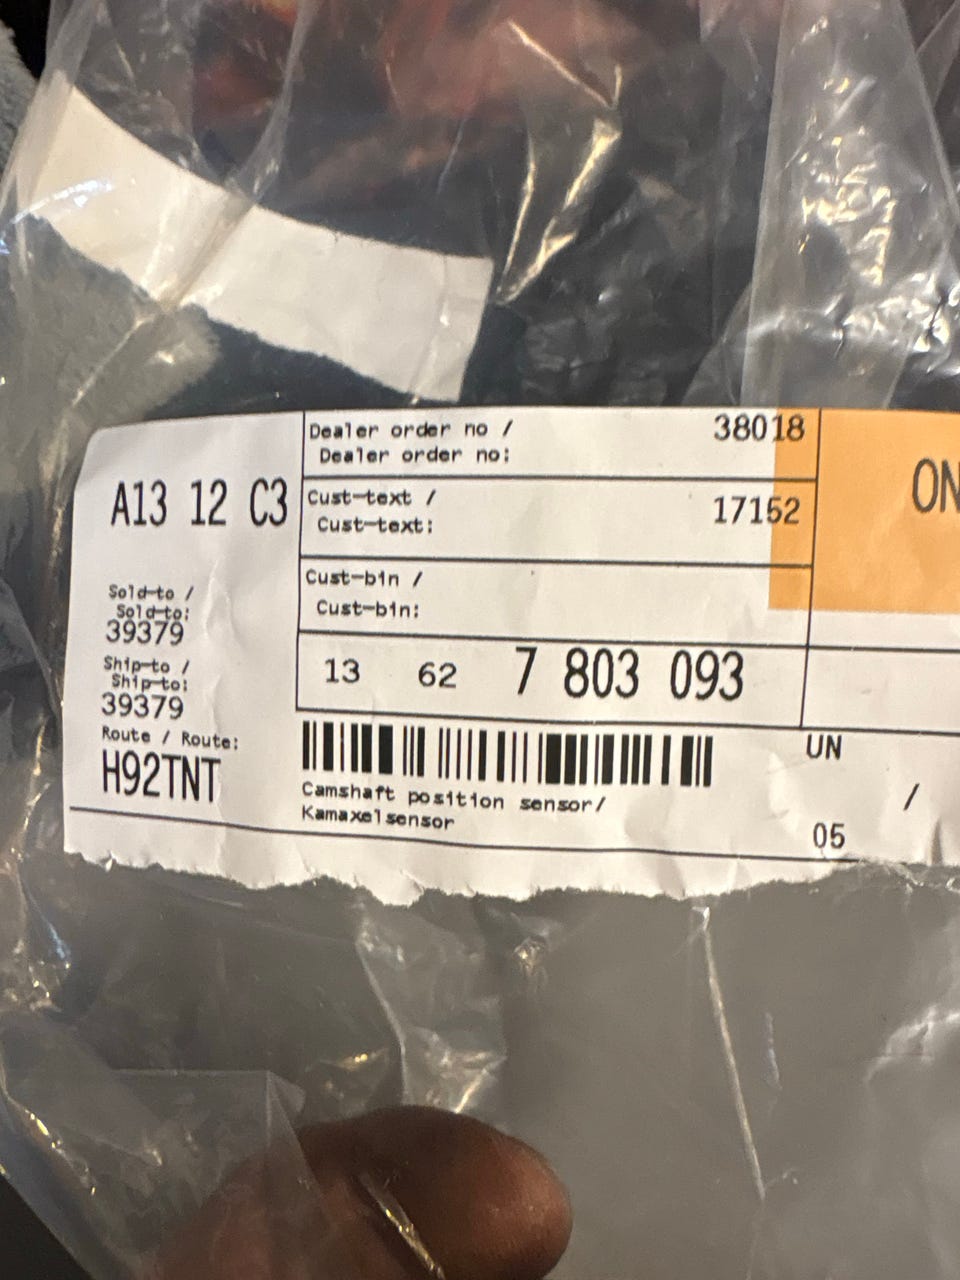 Dealer order no / 38018
Dealer order no:
A13 12 C3
Cust-text / 17152
Cust-text:
Cust-bin /
Cust-bin:
Sold-to /
Sold-to:
39379
Ship-to /
Ship-to:
39379
Route / Route:
H92TNT
13 62 7 803 093
Camshaft position sensor/
Kamaxelsensor
ON
UN
/
05